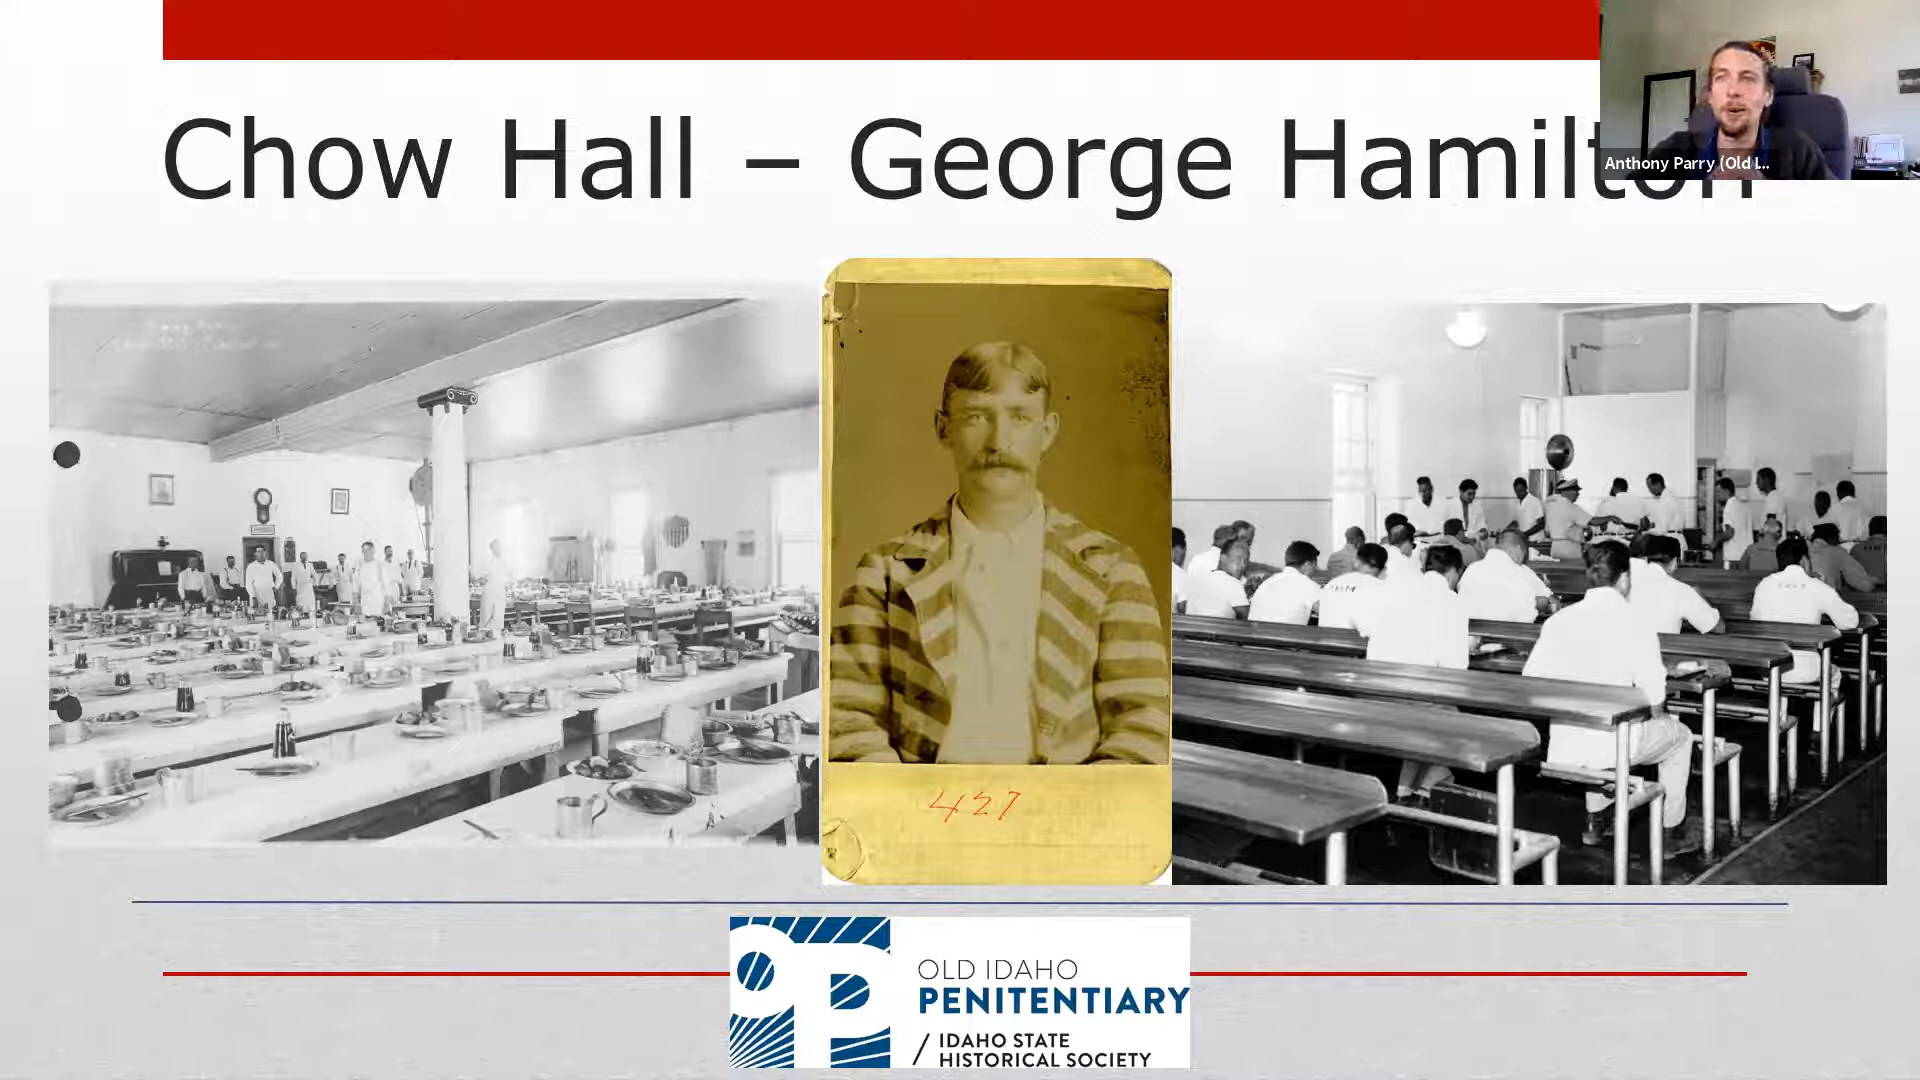 Chow Hall – George Hamilton
Anthony Parry (Old I...
427
OLD IDAHO
PENITENTIARY
/ IDAHO STATE
HISTORICAL SOCIETY